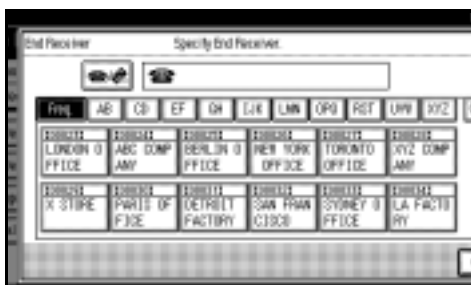 End Receiver Specify End Receiver.
Freq. AB CD EF GH IJK LMN OPQ RST UVW XYZ
LONDON O
FFICE
ABC COMP
ANY
BERLIN O
FFICE
NEW YORK
OFFICE
TORONTO
OFFICE
XYZ COMP
ANY
X STORE
PARIS OF
FICE
DETROIT
FACTORY
SAN FRAN
CISCO
SYDNEY O
FFICE
LA FACTO
RY